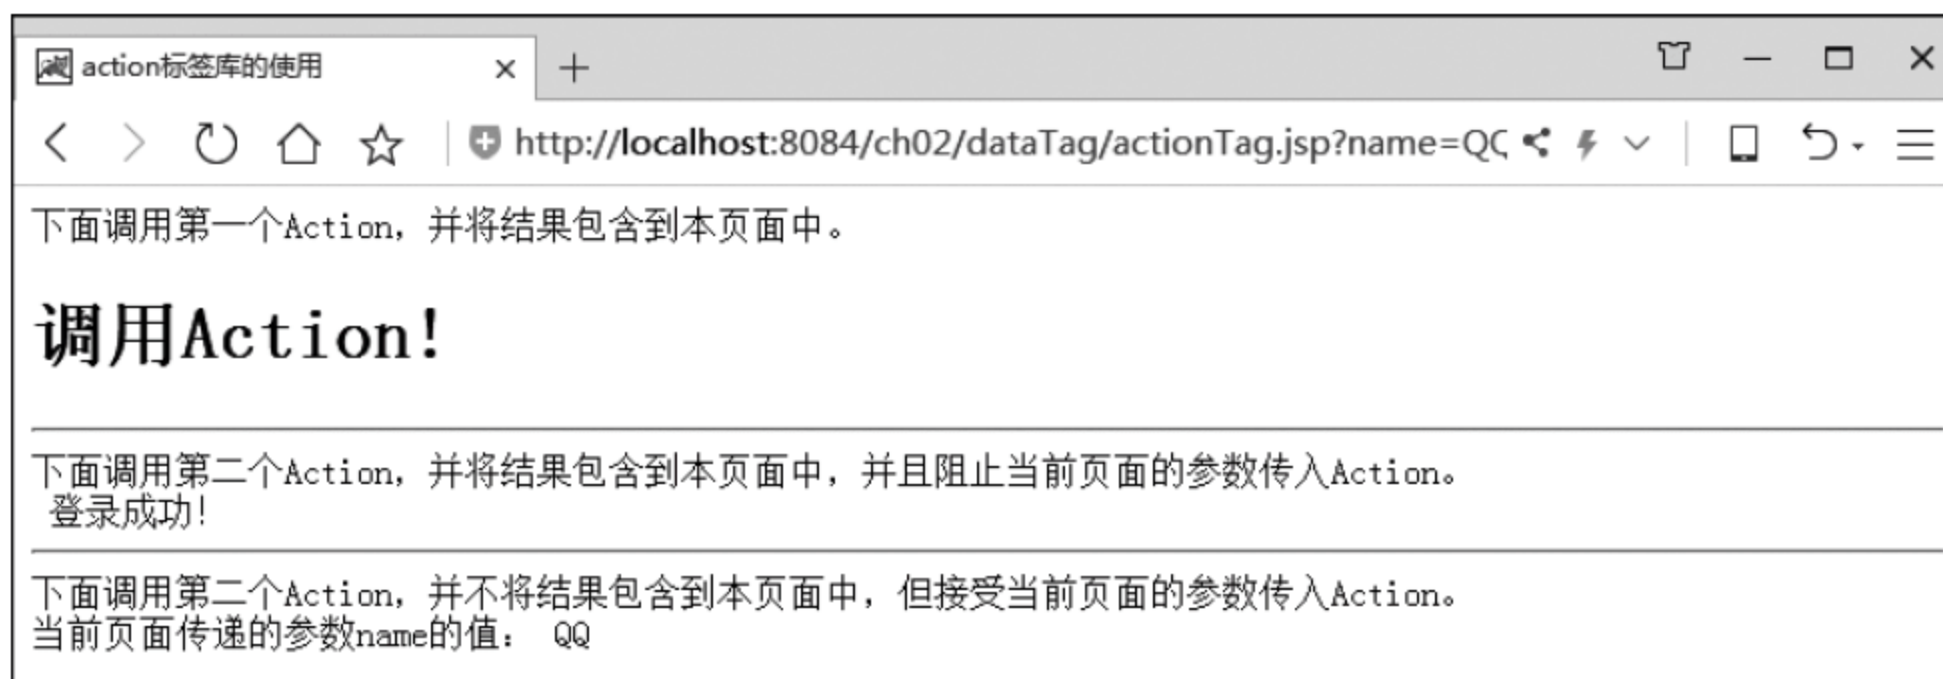 action标签库的使用
http://localhost:8084/ch02/dataTag/actionTag.jsp?name=QQ
下面调用第一个Action，并将结果包含到本页面中。
调用Action!
下面调用第二个Action，并将结果包含到本页面中，并且阻止当前页面的参数传入Action。
登录成功!
下面调用第二个Action，并不将结果包含到本页面中，但接受当前页面的参数传入Action。
当前页面传递的参数name的值： QQ